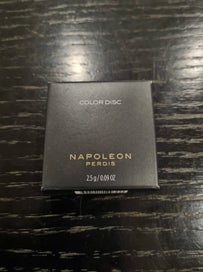 COLOR DISC
NAPOLEON
PERDIS
2.5 g / 0.09 OZ